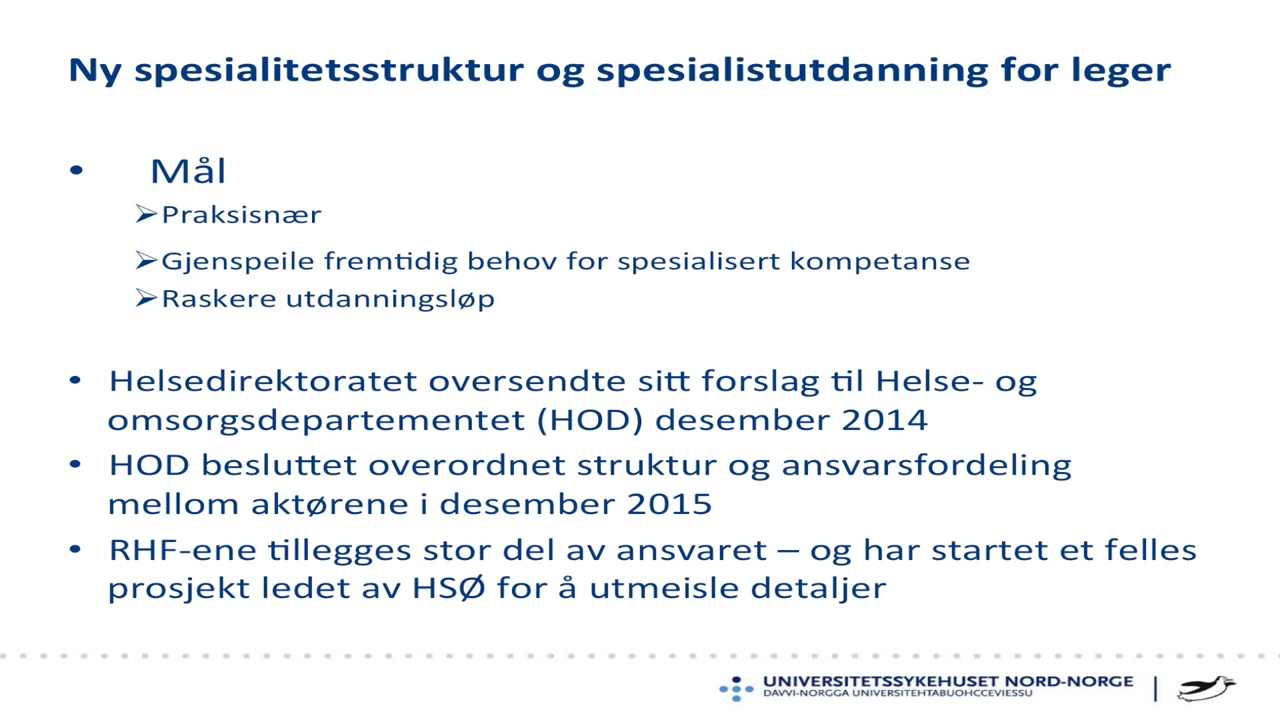 Ny spesialitetsstruktur og spesialistutdanning for leger
• Mål
➢Praksisnær
➢Gjenspeile fremtidig behov for spesialisert kompetanse
➢Raskere utdanningsløp
• Helsedirektoratet oversendte sitt forslag til Helse- og
omsorgsdepartementet (HOD) desember 2014
• HOD besluttet overordnet struktur og ansvarsfordeling
mellom aktørene i desember 2015
• RHF-ene tillegges stor del av ansvaret – og har startet et felles
prosjekt ledet av HSØ for å utmeisle detaljer
UNIVERSITETSSYKEHUSET NORD-NORGE
DAVVI-NORGGA UNIVERSITEHTABUOHCCEVIESSU